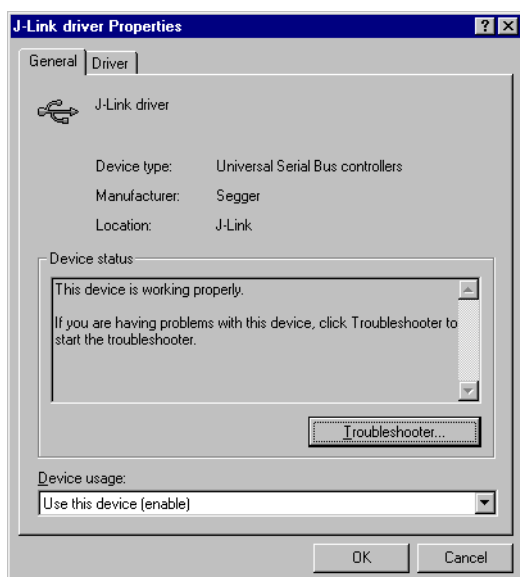 J-Link driver Properties
General Driver
J-Link driver
Device type: Universal Serial Bus controllers
Manufacturer: Segger
Location: J-Link
Device status
This device is working properly.
If you are having problems with this device, click Troubleshooter to
start the troubleshooter.
Troubleshooter...
Device usage:
Use this device (enable)
OK Cancel